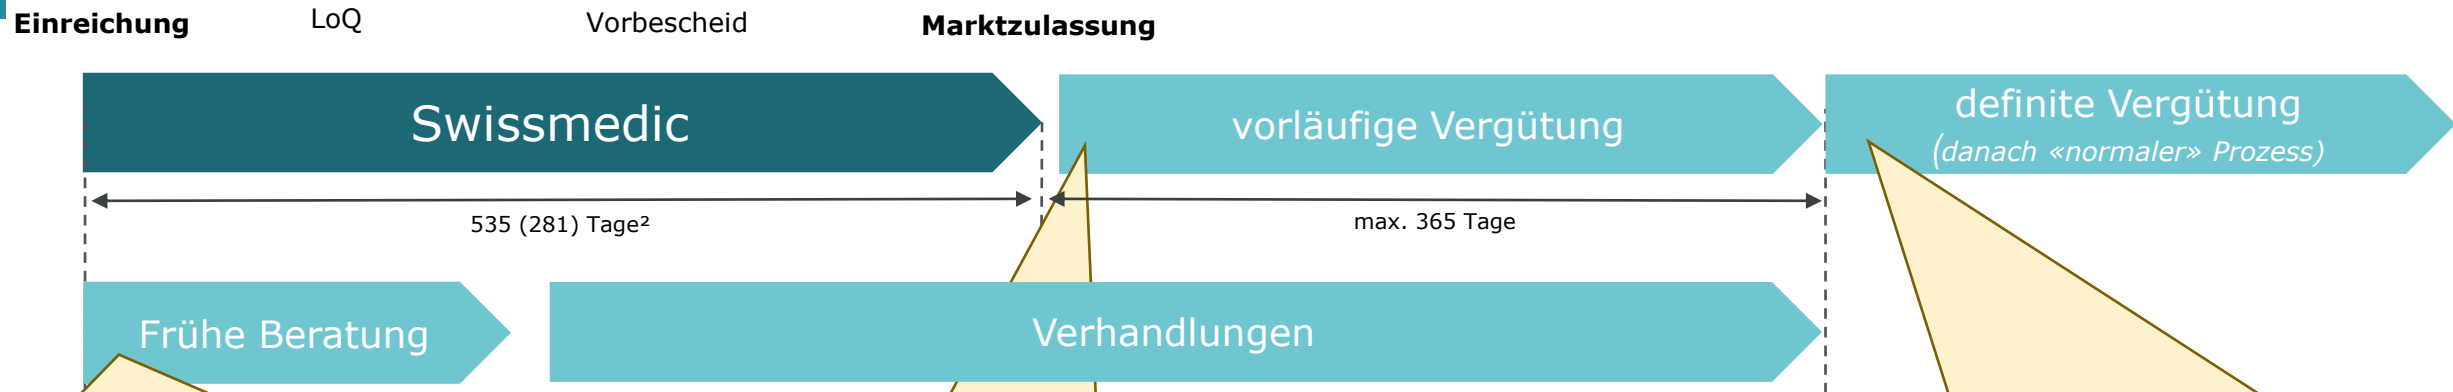 Einreichung
LoQ
Vorbescheid
Marktzulassung
Swissmedic
vorläufige Vergütung
definite Vergütung
(danach «normaler» Prozess)
535 (281) Tage²
max. 365 Tage
Frühe Beratung
Verhandlungen